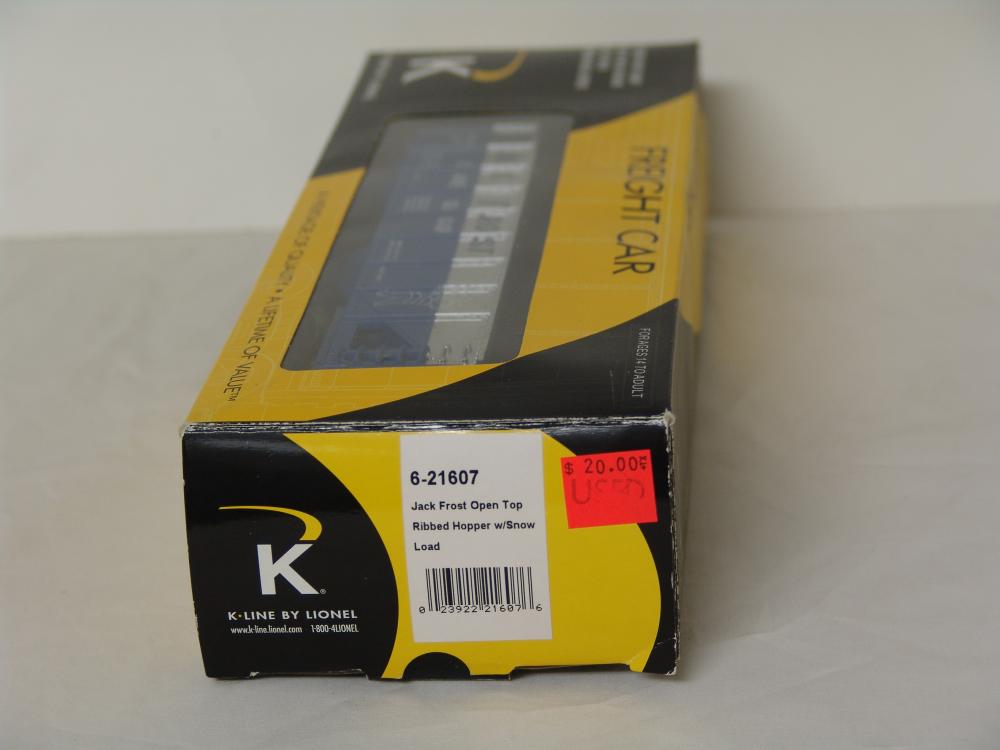 K
FREIGHT CAR
A HERITAGE OF QUALITY • A LIFETIME OF VALUE™
FOR AGES 14 TO ADULT
K
K•LINE BY LIONEL
www.k-line.lionel.com 1-800-4LIONEL
6-21607
Jack Frost Open Top
Ribbed Hopper w/Snow
Load
0 23922 21607 6
$ 20.00
USED